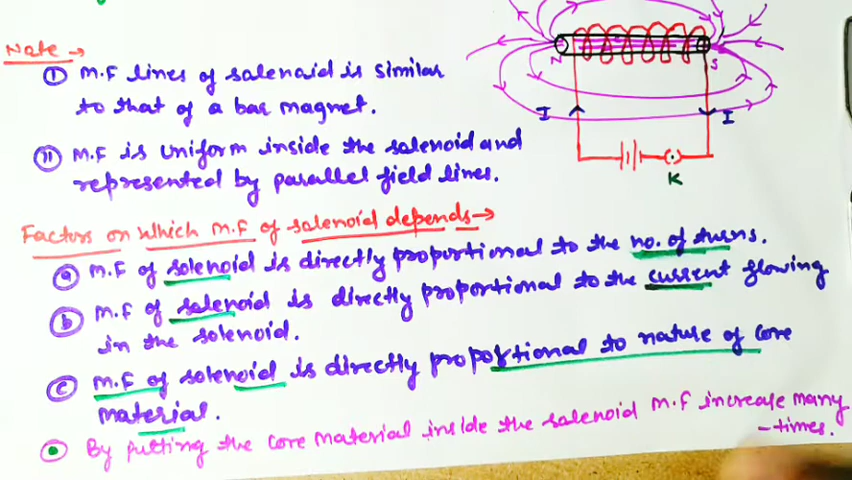 Note →
(i) M.F lines of solenoid is similar
to that of a bar magnet.
(ii) M.F is uniform inside the solenoid and
represented by parallel field lines.
N
S
I
I
K
Factors on which M.F of solenoid depends→
(a) M.F of solenoid is directly proportional to the no. of turns.
(b) M.F of solenoid is directly proportional to the current flowing
in the solenoid.
(c) M.F of solenoid is directly propostional to nature of core
material.
By putting the core material inside the solenoid M.F increase many
-times.